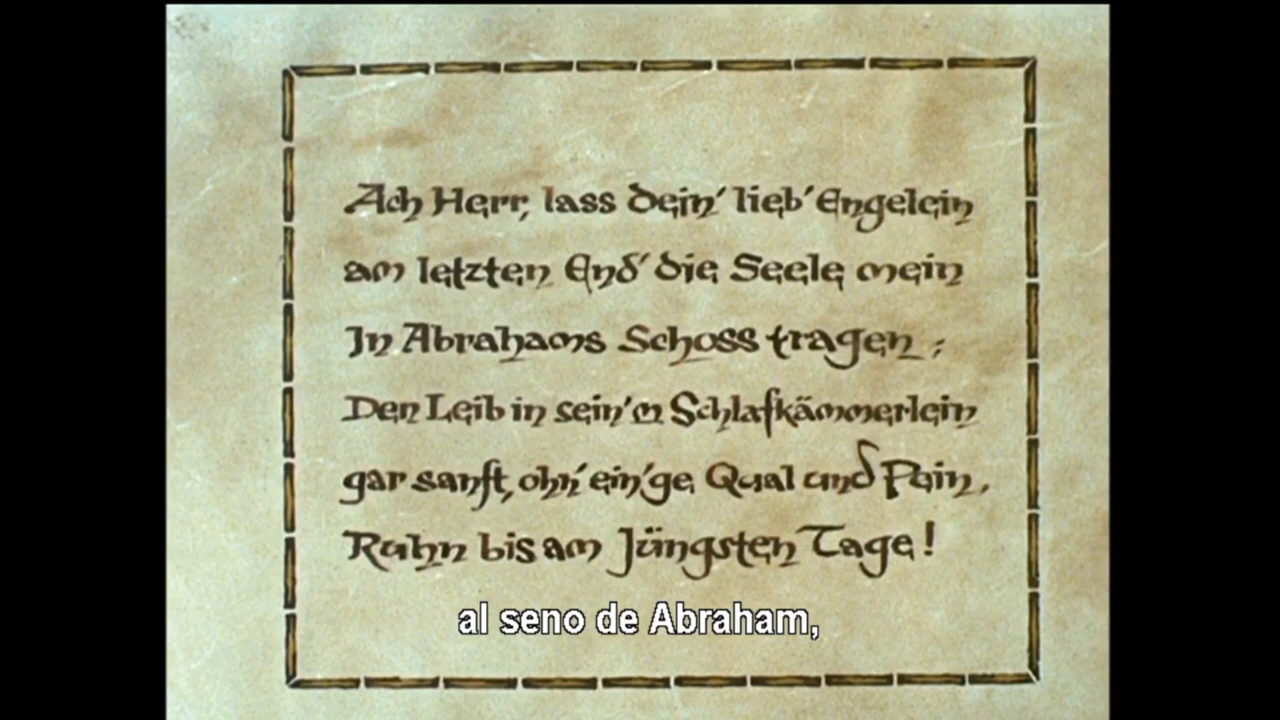 Ach Herr, lass dein' lieb' Engelein
am letzten End' die Seele mein
In Abrahams Schoss tragen;
Den Leib in sein'm Schlafkämmerlein
gar sanft, ohn' ein'ge Qual und Pein,
Ruhn bis am Jüngsten Tage!
al seno de Abraham,